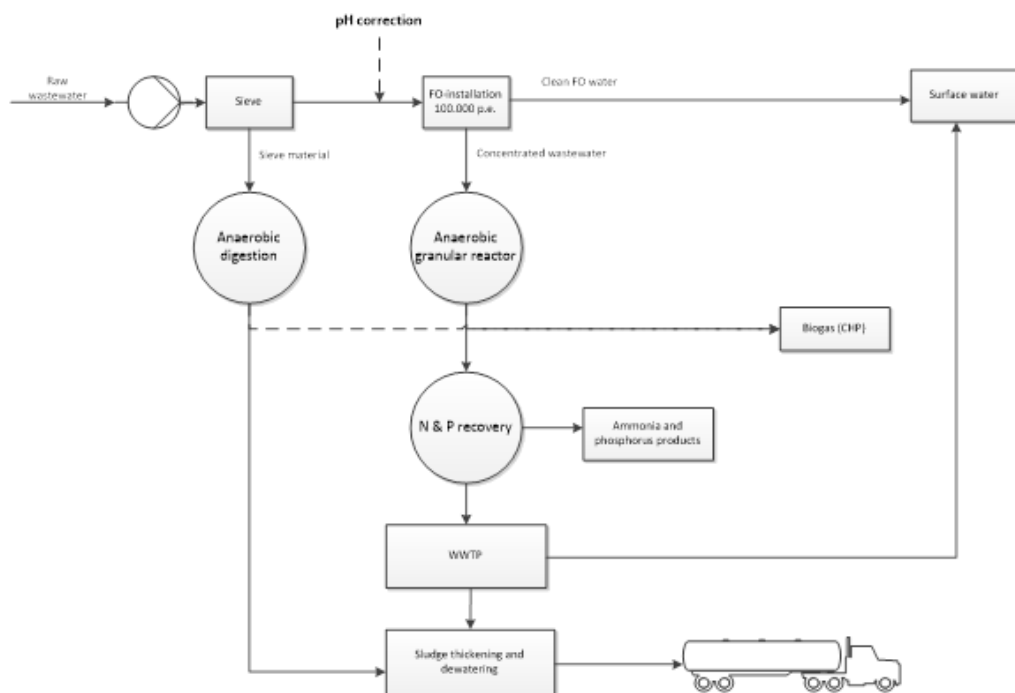 pH correction
Raw
wastewater
Sieve
FO-installation
100.000 p.e.
Clean FO water
Surface water
Sieve material
Concentrated wastewater
Anaerobic
digestion
Anaerobic
granular reactor
Biogas (CHP)
N & P recovery
Ammonia and
phosphorus products
WWTP
Sludge thickening and
dewatering